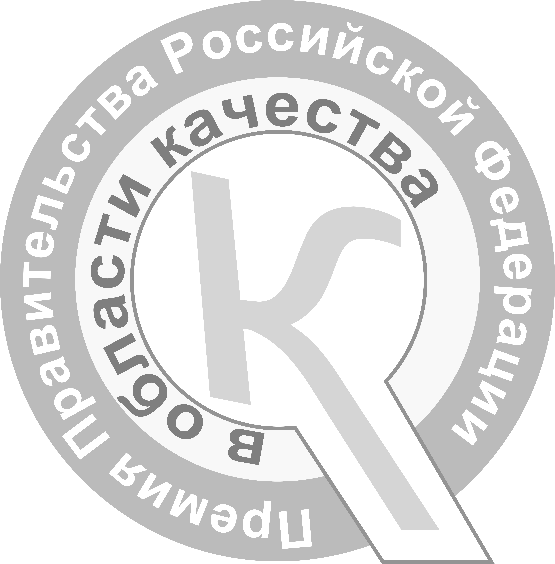 Премия Правительства Российской Федерации
в области качества
К